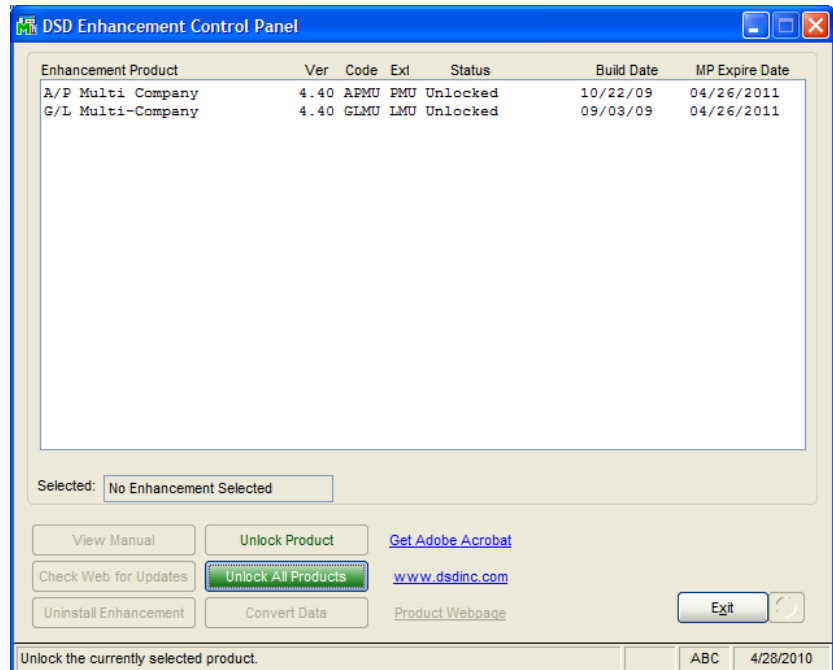 DSD Enhancement Control Panel
Enhancement Product Ver Code Ext Status Build Date MP Expire Date
A/P Multi Company 4.40 APMU PMU Unlocked 10/22/09 04/26/2011
G/L Multi-Company 4.40 GLMU LMU Unlocked 09/03/09 04/26/2011
Selected: No Enhancement Selected
View Manual Unlock Product Get Adobe Acrobat
Check Web for Updates Unlock All Products www.dsdinc.com
Uninstall Enhancement Convert Data Product Webpage Exit
Unlock the currently selected product. ABC 4/28/2010